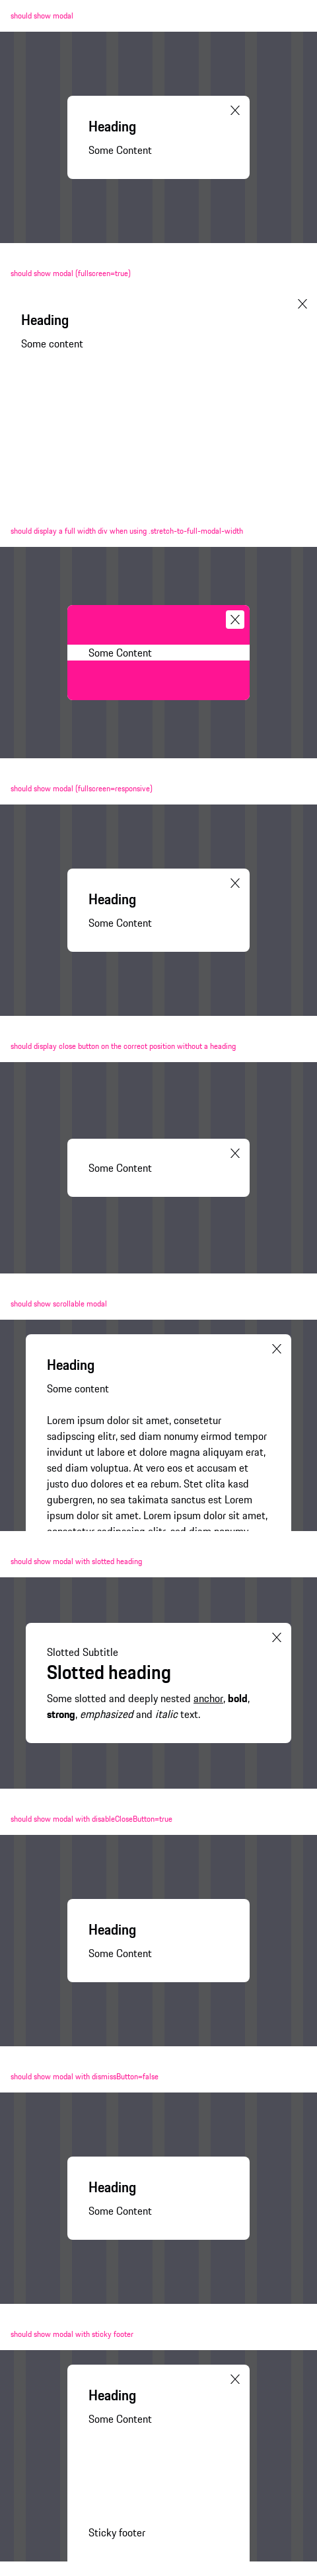 should show modal
Heading
Some Content
should show modal (fullscreen=true)
Heading
Some content
should display a full width div when using .stretch-to-full-modal-width
Some Content
should show modal (fullscreen=responsive)
Heading
Some Content
should display close button on the correct position without a heading
Some Content
should show scrollable modal
Heading
Some content
Lorem ipsum dolor sit amet, consetetur
sadipscing elitr, sed diam nonumy eirmod tempor
invidunt ut labore et dolore magna aliquyam erat,
sed diam voluptua. At vero eos et accusam et
justo duo dolores et ea rebum. Stet clita kasd
gubergren, no sea takimata sanctus est Lorem
ipsum dolor sit amet. Lorem ipsum dolor sit amet,
consetetur sadipscing elitr, sed diam nonumy
should show modal with slotted heading
Slotted Subtitle
Slotted heading
Some slotted and deeply nested anchor, bold,
strong, emphasized and italic text.
should show modal with disableCloseButton=true
Heading
Some Content
should show modal with dismissButton=false
Heading
Some Content
should show modal with sticky footer
Heading
Some Content
Sticky footer